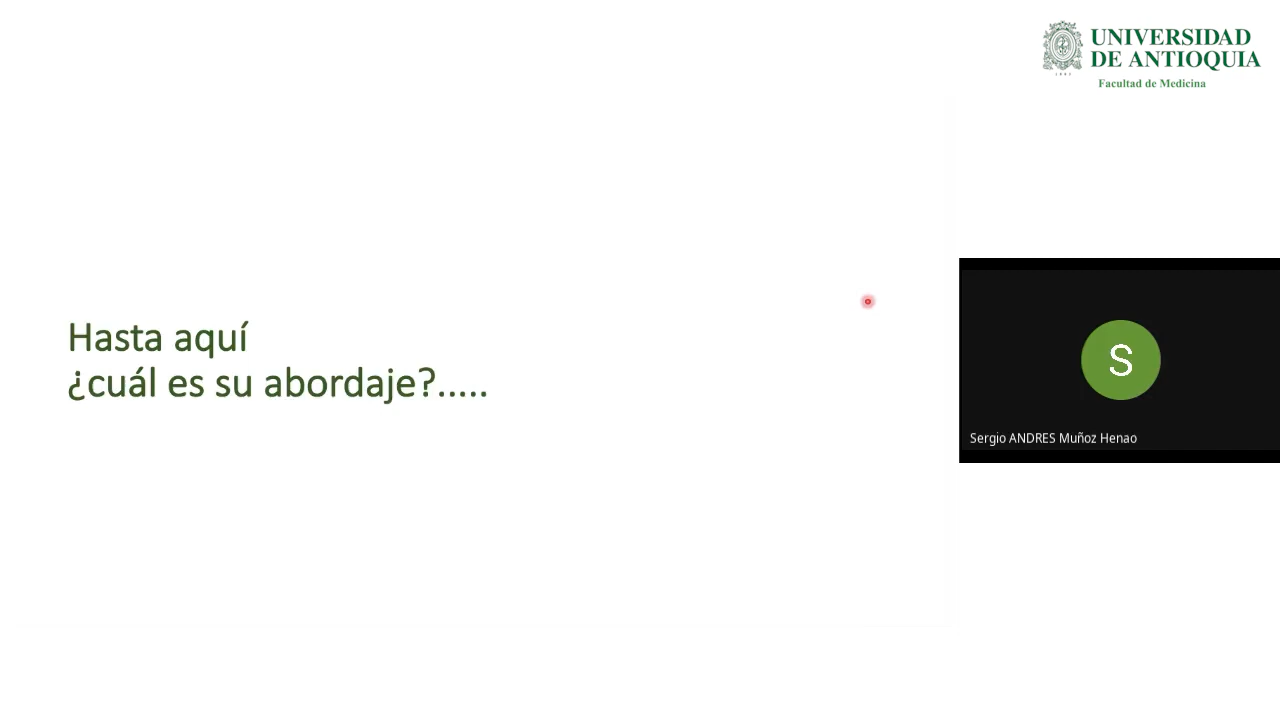 UNIVERSIDAD
DE ANTIOQUIA
Facultad de Medicina
Hasta aquí
¿cuál es su abordaje?.....
S
Sergio ANDRES Muñoz Henao